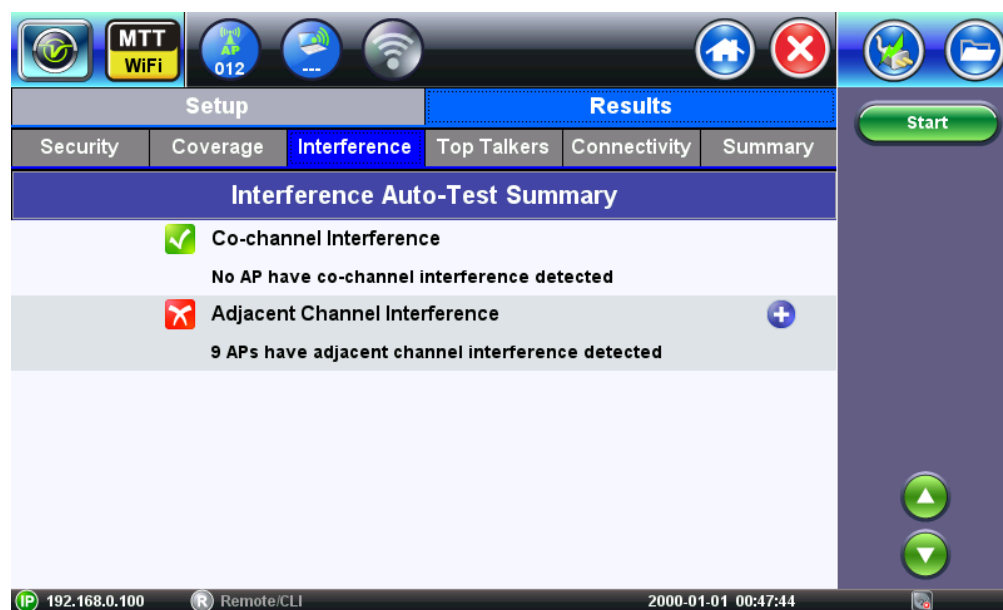 MTT
WiFi
AP
012
---
Setup
Results
Start
Security
Coverage
Interference
Top Talkers
Connectivity
Summary
Interference Auto-Test Summary
Co-channel Interference
No AP have co-channel interference detected
Adjacent Channel Interference
9 APs have adjacent channel interference detected
IP 192.168.0.100
R Remote/CLI
2000-01-01 00:47:44